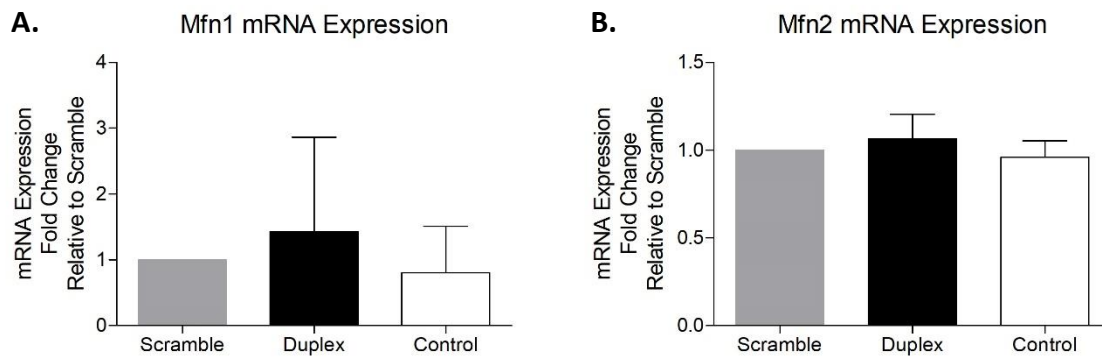 A.
Mfn1 mRNA Expression
mRNA Expression
Fold Change
Relative to Scramble
4
3
2
1
0
Scramble
Duplex
Control
B.
Mfn2 mRNA Expression
mRNA Expression
Fold Change
Relative to Scramble
1.5
1.0
0.5
0.0
Scramble
Duplex
Control